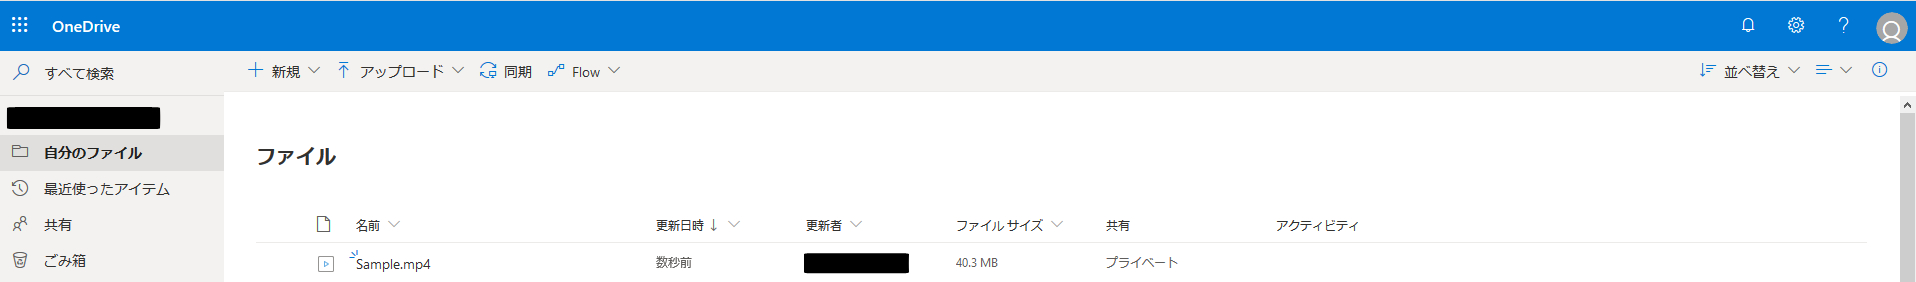 OneDrive
すべて検索
新規 アップロード 同期 Flow 並べ替え
自分のファイル
最近使ったアイテム
共有
ごみ箱
ファイル
名前 更新日時 更新者 ファイル サイズ 共有 アクティビティ
Sample.mp4 数秒前 40.3 MB プライベート